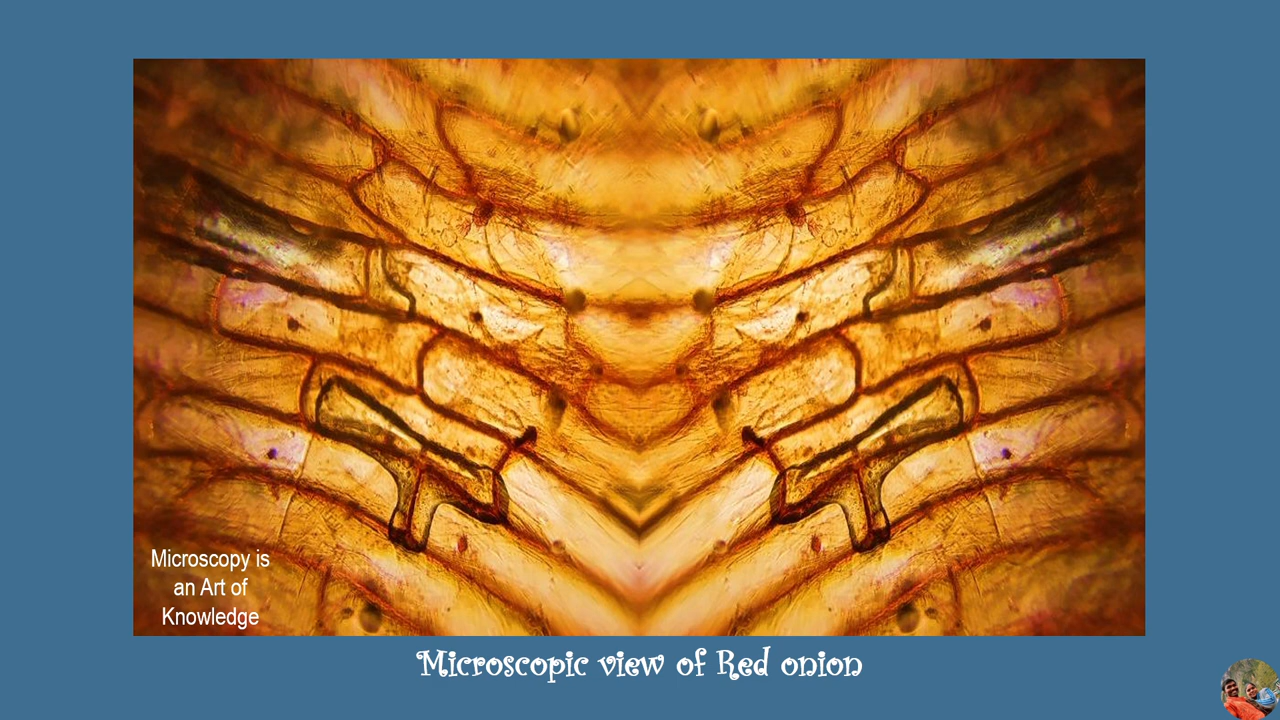 Microscopy is
an Art of
Knowledge
Microscopic view of Red onion